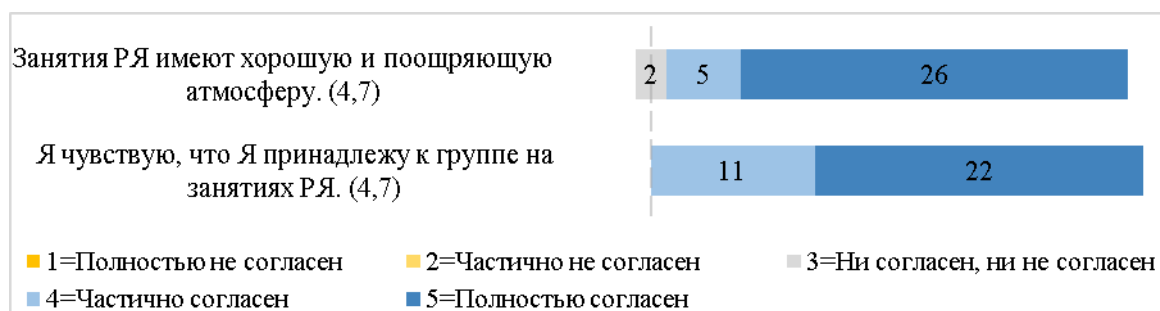 Занятия РЯ имеют хорошую и поощряющую
атмосферу. (4,7)
2 5 26
Я чувствую, что Я принадлежу к группе на
занятиях РЯ. (4,7)
11 22
1=Полностью не согласен 2=Частично не согласен 3=Ни согласен, ни не согласен
4=Частично согласен 5=Полностью согласен